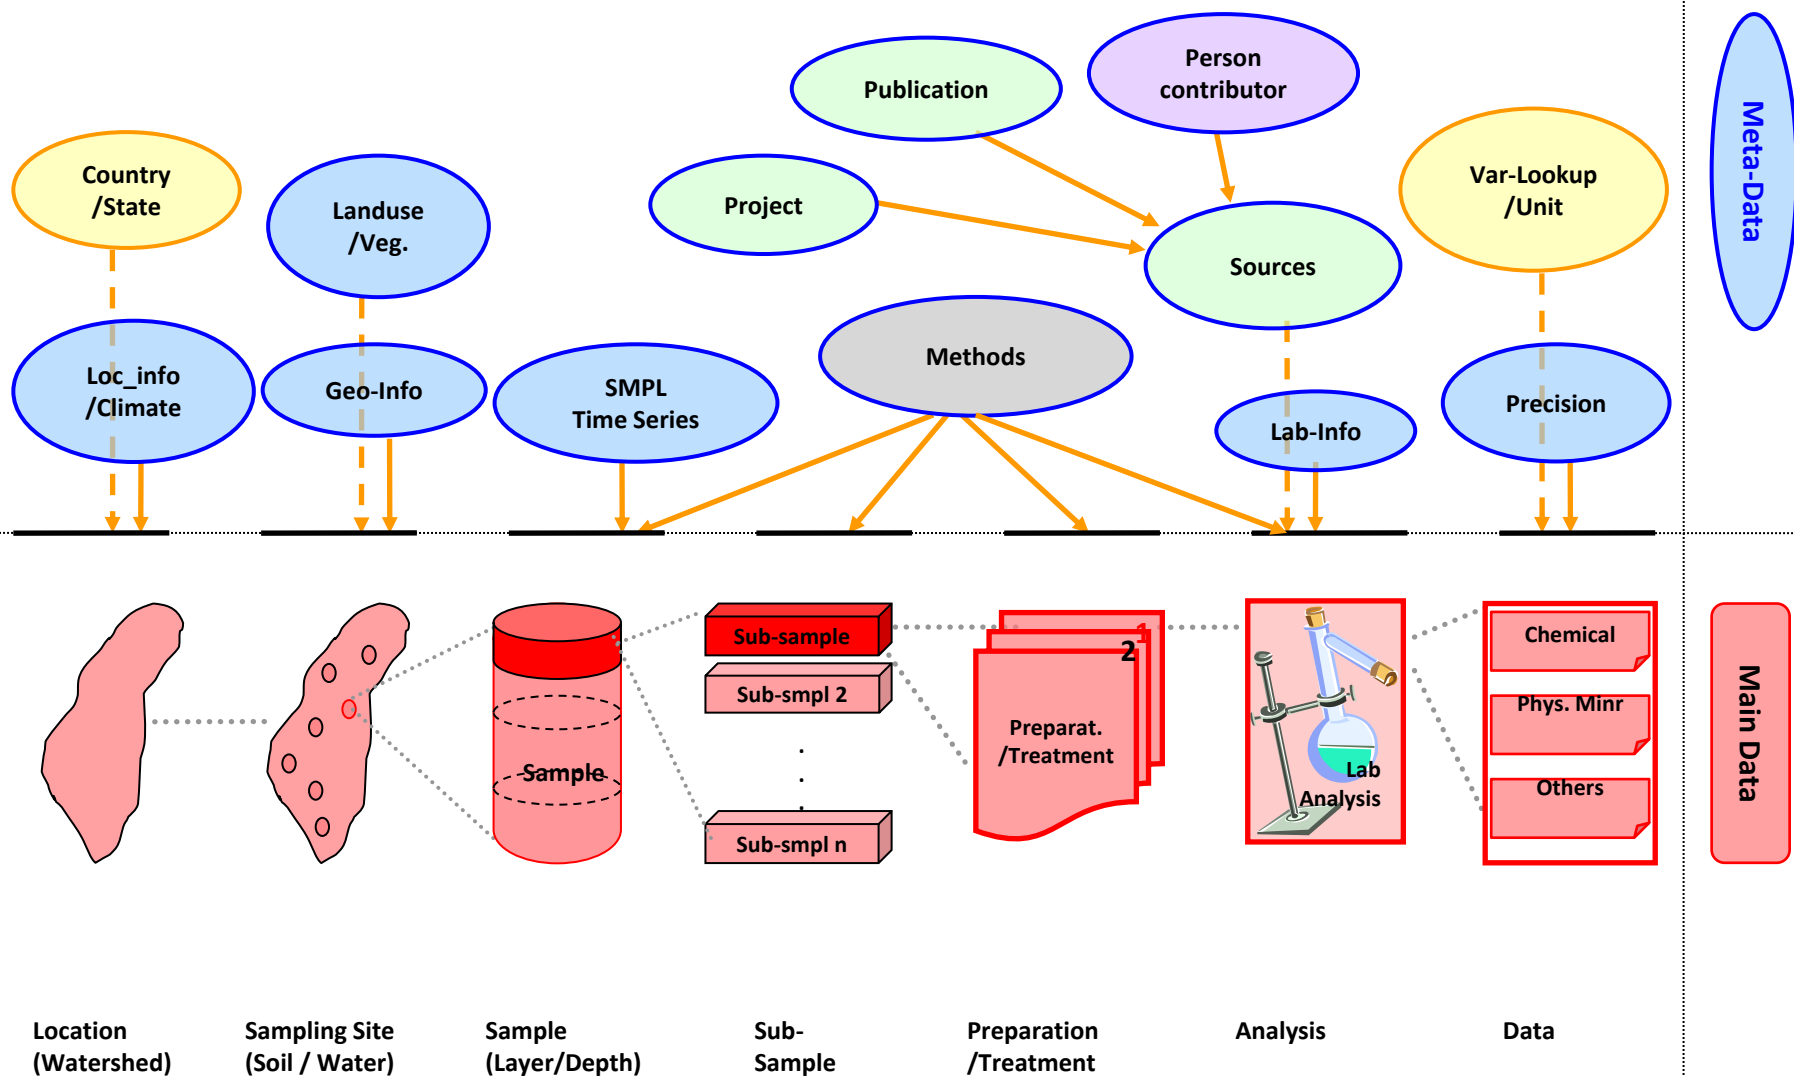 Person
contributor
Publication
Meta-Data
Country
/State
Var-Lookup
/Unit
Landuse
/Veg.
Project
Sources
Methods
Loc_info
/Climate
Geo-Info
SMPL
Time Series
Lab-Info
Precision
Sub-sample
Sub-smpl 2
.
.
.
Sub-smpl n
Sample
1
2
Preparat.
/Treatment
Lab
Analysis
Chemical
Phys. Minr
Others
Main Data
Location
(Watershed)
Sampling Site
(Soil / Water)
Sample
(Layer/Depth)
Sub-
Sample
Preparation
/Treatment
Analysis
Data